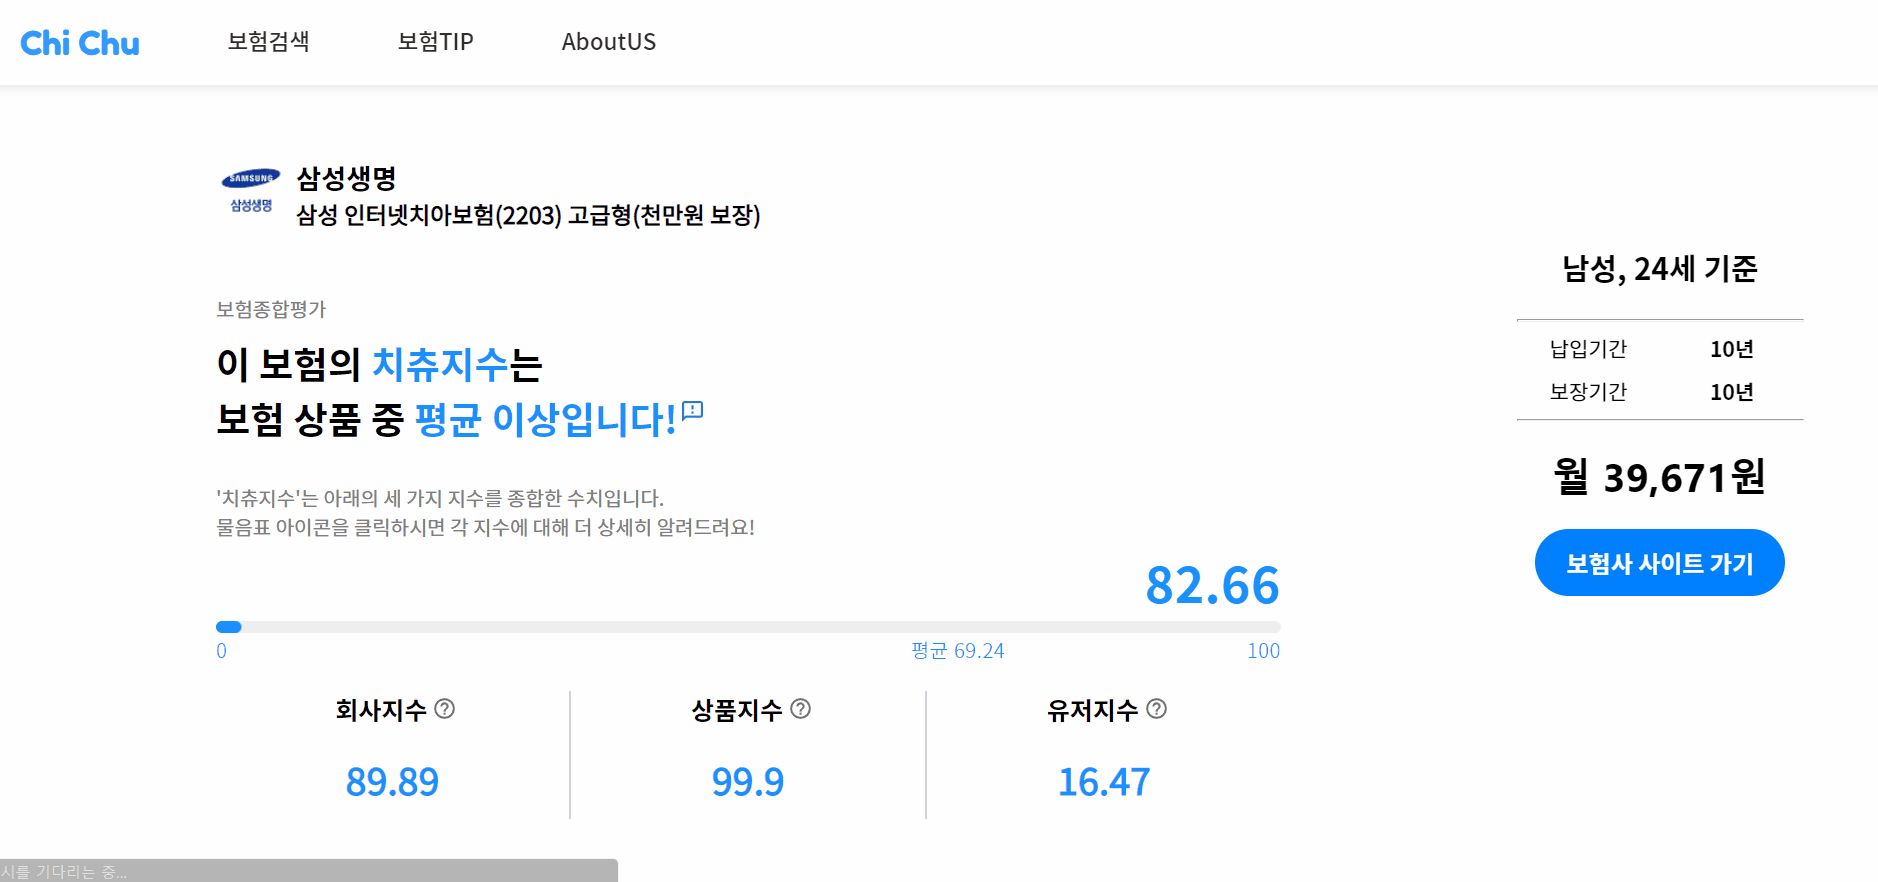 Chi Chu
보험검색
보험TIP
AboutUS
SAMSUNG
삼성생명
삼성생명
삼성 인터넷치아보험(2203) 고급형(천만원 보장)
보험종합평가
이 보험의 치츄지수는
보험 상품 중 평균 이상입니다!
'치츄지수'는 아래의 세 가지 지수를 종합한 수치입니다.
물음표 아이콘을 클릭하시면 각 지수에 대해 더 상세히 알려드려요!
82.66
0
평균 69.24
100
회사지수
상품지수
유저지수
89.89
99.9
16.47
남성, 24세 기준
납입기간 10년
보장기간 10년
월 39,671원
보험사 사이트 가기
시를 기다리는 중...